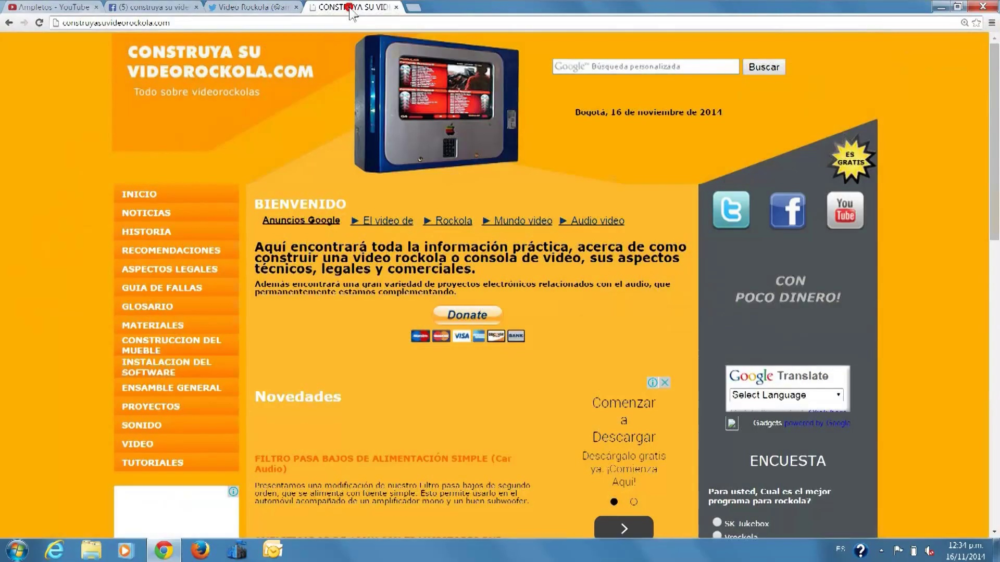 Ampletos - YouTube
(5) construya su vide
Video Rockola (@am
CONSTRUYA SU VID
construyasuvideorockola.com
CONSTRUYA SU
VIDEOROCKOLA.COM
Todo sobre videorockolas
Google™ Búsqueda personalizada
Buscar
Bogotá, 16 de noviembre de 2014
ES
GRATIS
INICIO
NOTICIAS
HISTORIA
RECOMENDACIONES
ASPECTOS LEGALES
GUIA DE FALLAS
GLOSARIO
MATERIALES
CONSTRUCCION DEL
MUEBLE
INSTALACION DEL
SOFTWARE
ENSAMBLE GENERAL
PROYECTOS
SONIDO
VIDEO
TUTORIALES
BIENVENIDO
Anuncios Google ► El video de ► Rockola ► Mundo video ► Audio video
Aquí encontrará toda la información práctica, acerca de como
construir una video rockola o consola de video, sus aspectos
técnicos, legales y comerciales.
Además encontrará una gran variedad de proyectos electrónicos relacionados con el audio, que
permanentemente estamos complementando.
Donate
VISA
BANK
Novedades
FILTRO PASA BAJOS DE ALIMENTACIÓN SIMPLE (Car
Audio)
Presentamos una modificación de nuestro Filtro pasa bajos de segundo
orden, que se alimenta con fuente simple. Esto permite usarlo en el
automóvil acompañado de un amplificador mono y un buen subwoofer.
Comenzar
a
Descargar
Descárgalo gratis
ya. ¡Comienza
Aquí!
You
Tube
CON
POCO DINERO!
Google Translate
Select Language
Gadgets powered by Google
ENCUESTA
Para usted, Cual es el mejor
programa para rockola?
SK Jukebox
Vrockola
ES
12:34 p.m.
16/11/2014